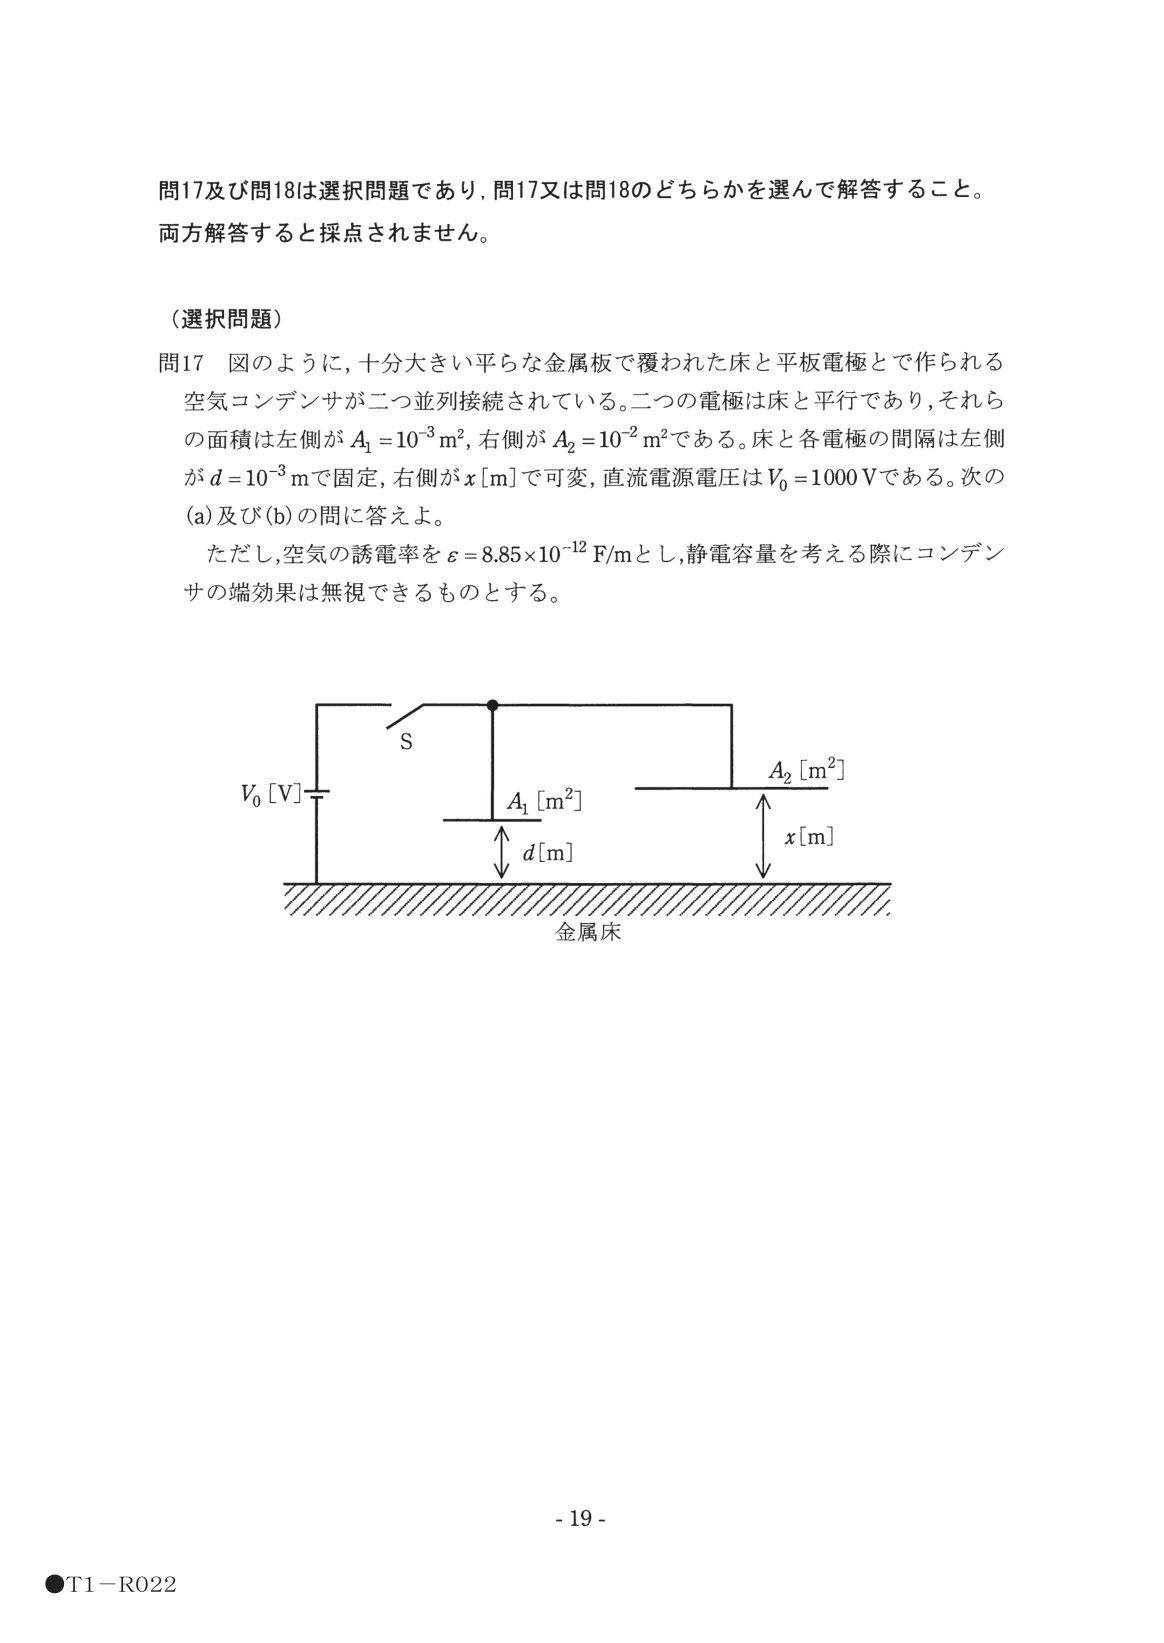 問17及び問18は選択問題であり，問17又は問18のどちらかを選んで解答すること。
両方解答すると採点されません。
（選択問題）
問17　図のように，十分大きい平らな金属板で覆われた床と平板電極とで作られる
空気コンデンサが二つ並列接続されている。二つの電極は床と平行であり，それら
の面積は左側が A₁ = 10⁻³ m²，右側が A₂ = 10⁻² m²である。床と各電極の間隔は左側
が d = 10⁻³ mで固定，右側が x [m] で可変，直流電源電圧は V₀ = 1000 Vである。次の
(a) 及び (b) の問に答えよ。
ただし，空気の誘電率を ε = 8.85×10⁻¹² F/mとし，静電容量を考える際にコンデン
サの端効果は無視できるものとする。
S
A₂ [m²]
V₀ [V]
A₁ [m²]
x [m]
d [m]
金属床
- 19 -
●T1－R022